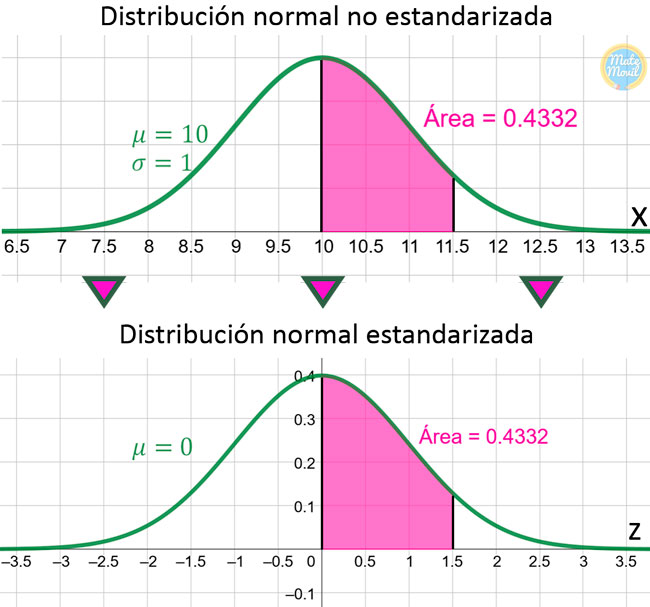 Distribución normal no estandarizada
Mate
Móvil
Área = 0.4332
μ = 10
σ = 1
X
6.5 7 7.5 8 8.5 9 9.5 10 10.5 11 11.5 12 12.5 13 13.5
Distribución normal estandarizada
0.4
0.3
Área = 0.4332
μ = 0
0.2
0.1
Z
–3.5 –3 –2.5 –2 –1.5 –1 –0.5 0 0.5 1 1.5 2 2.5 3 3.5
–0.1